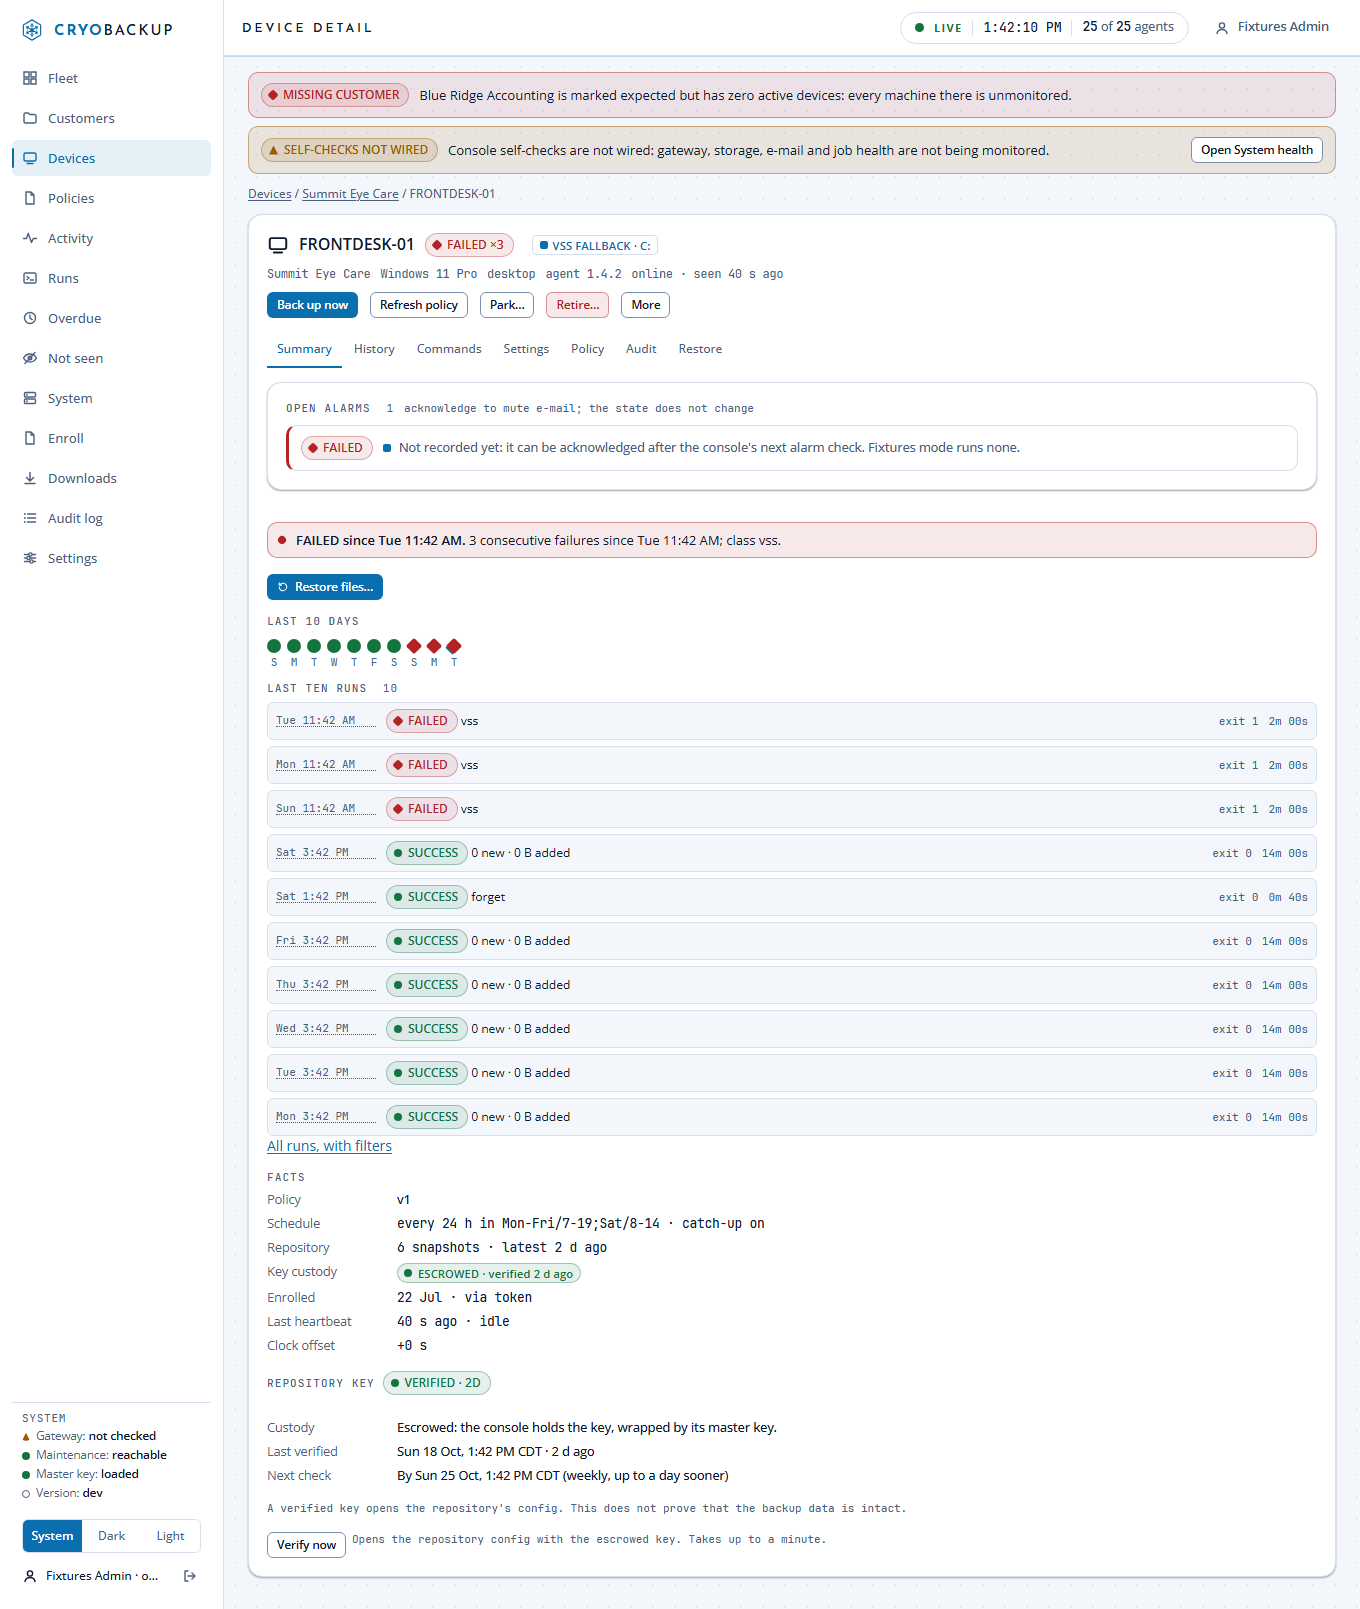 CRYOBACKUP
DEVICE DETAIL
LIVE 1:42:10 PM 25 of 25 agents
Fixtures Admin
Fleet
Customers
Devices
Policies
Activity
Runs
Overdue
Not seen
System
Enroll
Downloads
Audit log
Settings
MISSING CUSTOMER Blue Ridge Accounting is marked expected but has zero active devices: every machine there is unmonitored.
SELF-CHECKS NOT WIRED Console self-checks are not wired: gateway, storage, e-mail and job health are not being monitored. Open System health
Devices / Summit Eye Care / FRONTDESK-01
FRONTDESK-01 FAILED ×3 VSS FALLBACK · C:
Summit Eye Care Windows 11 Pro desktop agent 1.4.2 online · seen 40 s ago
Back up now Refresh policy Park... Retire... More
Summary History Commands Settings Policy Audit Restore
OPEN ALARMS 1 acknowledge to mute e-mail; the state does not change
FAILED Not recorded yet: it can be acknowledged after the console's next alarm check. Fixtures mode runs none.
FAILED since Tue 11:42 AM. 3 consecutive failures since Tue 11:42 AM; class vss.
Restore files...
LAST 10 DAYS
S M T W T F S S M T
LAST TEN RUNS 10
Tue 11:42 AM FAILED vss exit 1 2m 00s
Mon 11:42 AM FAILED vss exit 1 2m 00s
Sun 11:42 AM FAILED vss exit 1 2m 00s
Sat 3:42 PM SUCCESS 0 new · 0 B added exit 0 14m 00s
Sat 1:42 PM SUCCESS forget exit 0 0m 40s
Fri 3:42 PM SUCCESS 0 new · 0 B added exit 0 14m 00s
Thu 3:42 PM SUCCESS 0 new · 0 B added exit 0 14m 00s
Wed 3:42 PM SUCCESS 0 new · 0 B added exit 0 14m 00s
Tue 3:42 PM SUCCESS 0 new · 0 B added exit 0 14m 00s
Mon 3:42 PM SUCCESS 0 new · 0 B added exit 0 14m 00s
All runs, with filters
FACTS
Policy v1
Schedule every 24 h in Mon-Fri/7-19;Sat/8-14 · catch-up on
Repository 6 snapshots · latest 2 d ago
Key custody ESCROWED · verified 2 d ago
Enrolled 22 Jul · via token
Last heartbeat 40 s ago · idle
Clock offset +0 s
REPOSITORY KEY VERIFIED · 2D
Custody Escrowed: the console holds the key, wrapped by its master key.
Last verified Sun 18 Oct, 1:42 PM CDT · 2 d ago
Next check By Sun 25 Oct, 1:42 PM CDT (weekly, up to a day sooner)
A verified key opens the repository's config. This does not prove that the backup data is intact.
Verify now Opens the repository config with the escrowed key. Takes up to a minute.
SYSTEM
Gateway: not checked
Maintenance: reachable
Master key: loaded
Version: dev
System Dark Light
Fixtures Admin · o...